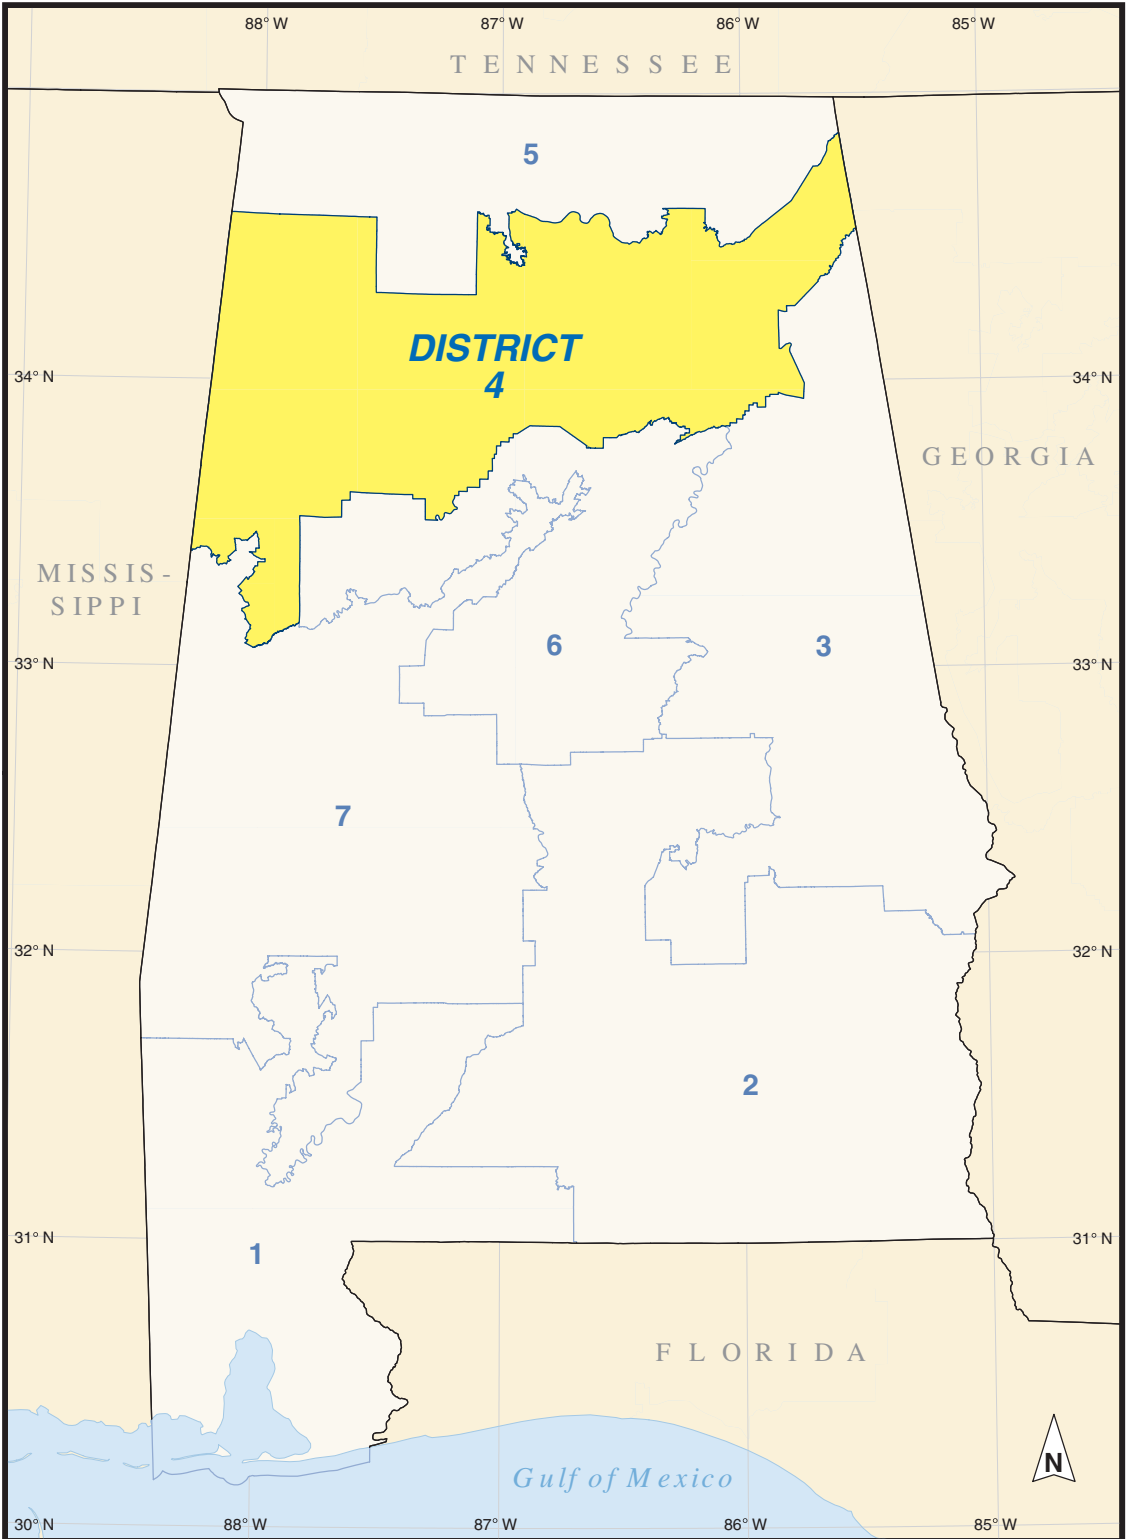 88° W 87° W 86° W 85° W
TENNESSEE
5
DISTRICT
4
34° N 34° N
GEORGIA
MISSIS-
SIPPI
6 3
33° N 33° N
7
32° N 32° N
2
31° N 31° N
1
FLORIDA
N
Gulf of Mexico
30° N 88° W 87° W 86° W 85° W